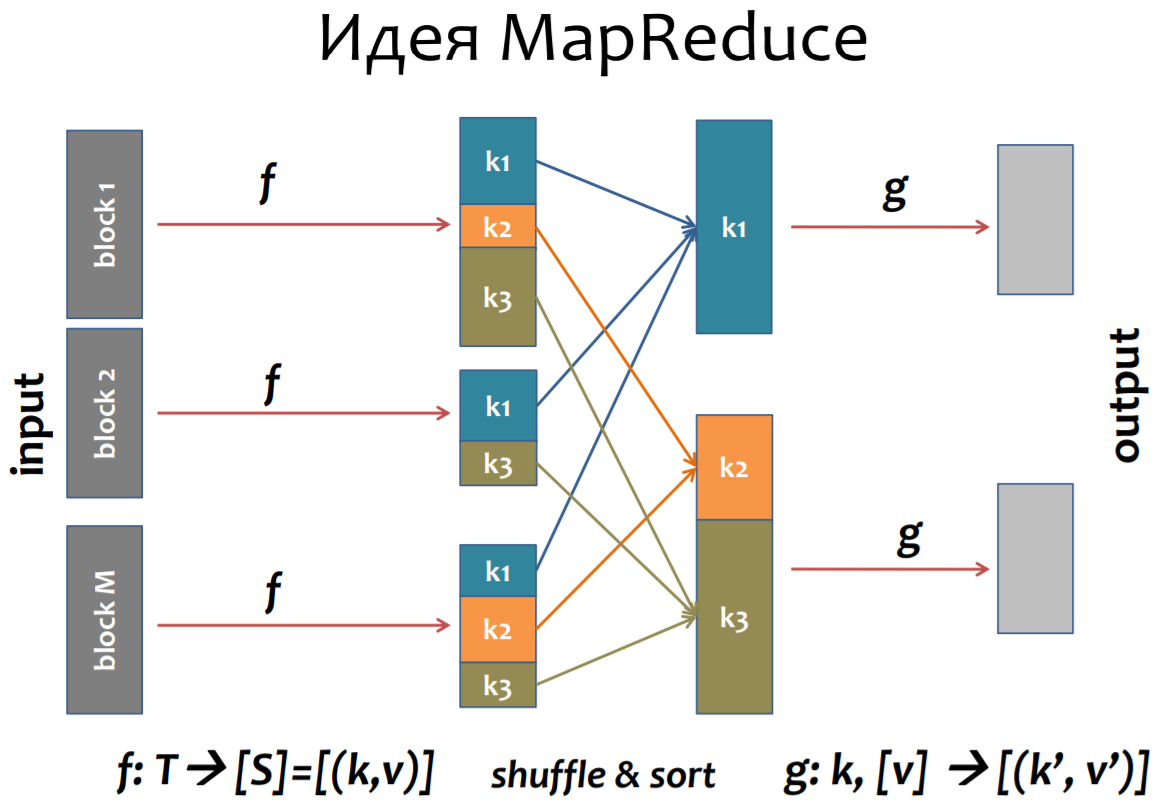 Идея MapReduce
input
block 1
block 2
block M
f
f
f
k1
k2
k3
k1
k3
k1
k2
k3
k1
k2
k3
g
g
output
f: T → [S]=[(k,v)]
shuffle & sort
g: k, [v] → [(k’, v’)]